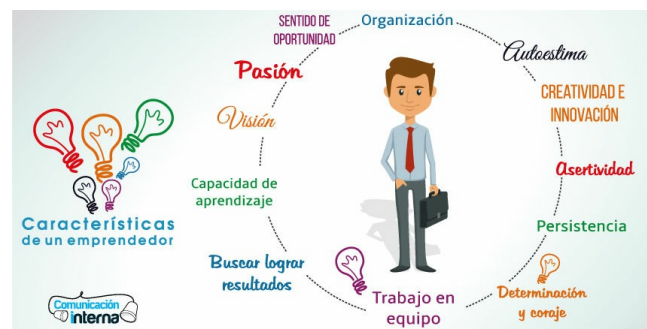 Características
de un emprendedor
Comunicación
interna
Organización
Autoestima
CREATIVIDAD E
INNOVACIÓN
Asertividad
Persistencia
Determinación
y coraje
Trabajo en
equipo
Buscar lograr
resultados
Capacidad de
aprendizaje
Visión
Pasión
SENTIDO DE
OPORTUNIDAD